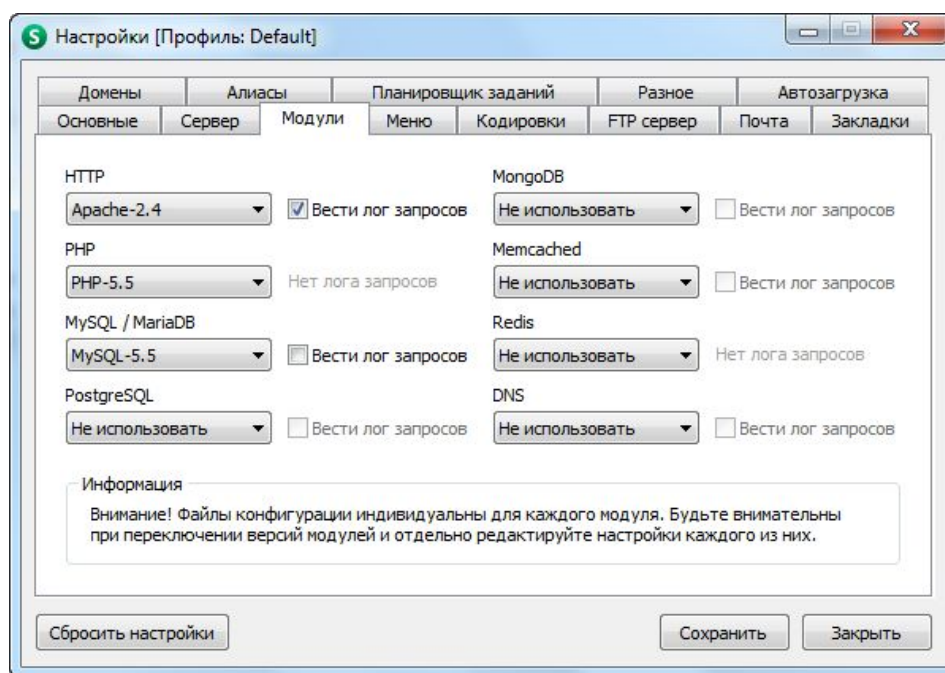 S Настройки [Профиль: Default]
Домены Алиасы Планировщик заданий Разное Автозагрузка
Основные Сервер Модули Меню Кодировки FTP сервер Почта Закладки
HTTP
Apache-2.4 Вести лог запросов
PHP
PHP-5.5 Нет лога запросов
MySQL / MariaDB
MySQL-5.5 Вести лог запросов
PostgreSQL
Не использовать Вести лог запросов
MongoDB
Не использовать Вести лог запросов
Memcached
Не использовать Вести лог запросов
Redis
Не использовать Нет лога запросов
DNS
Не использовать Вести лог запросов
Информация
Внимание! Файлы конфигурации индивидуальны для каждого модуля. Будьте внимательны
при переключении версий модулей и отдельно редактируйте настройки каждого из них.
Сбросить настройки Сохранить Закрыть